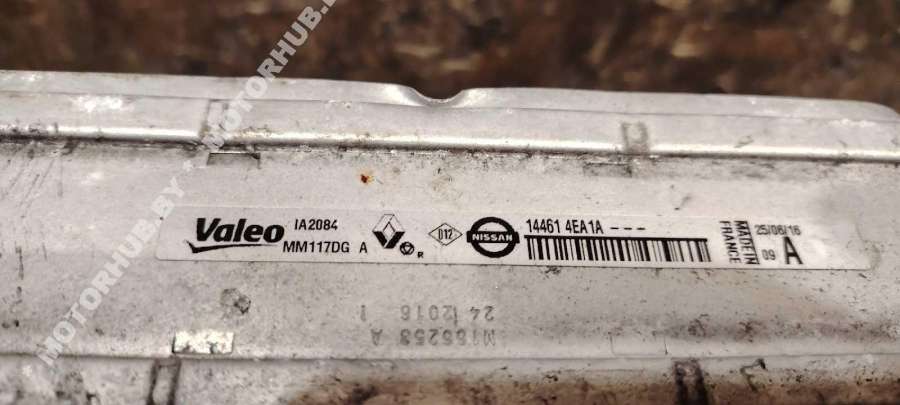 MOTORHUB.BY - MOTORHUB.BY
Valeo
IA2084
MM117DG A
R
D12
NISSAN
14461 4EA1A - - -
MADE IN
FRANCE
25/06/16
09 A
M166253 A
24 2016 1